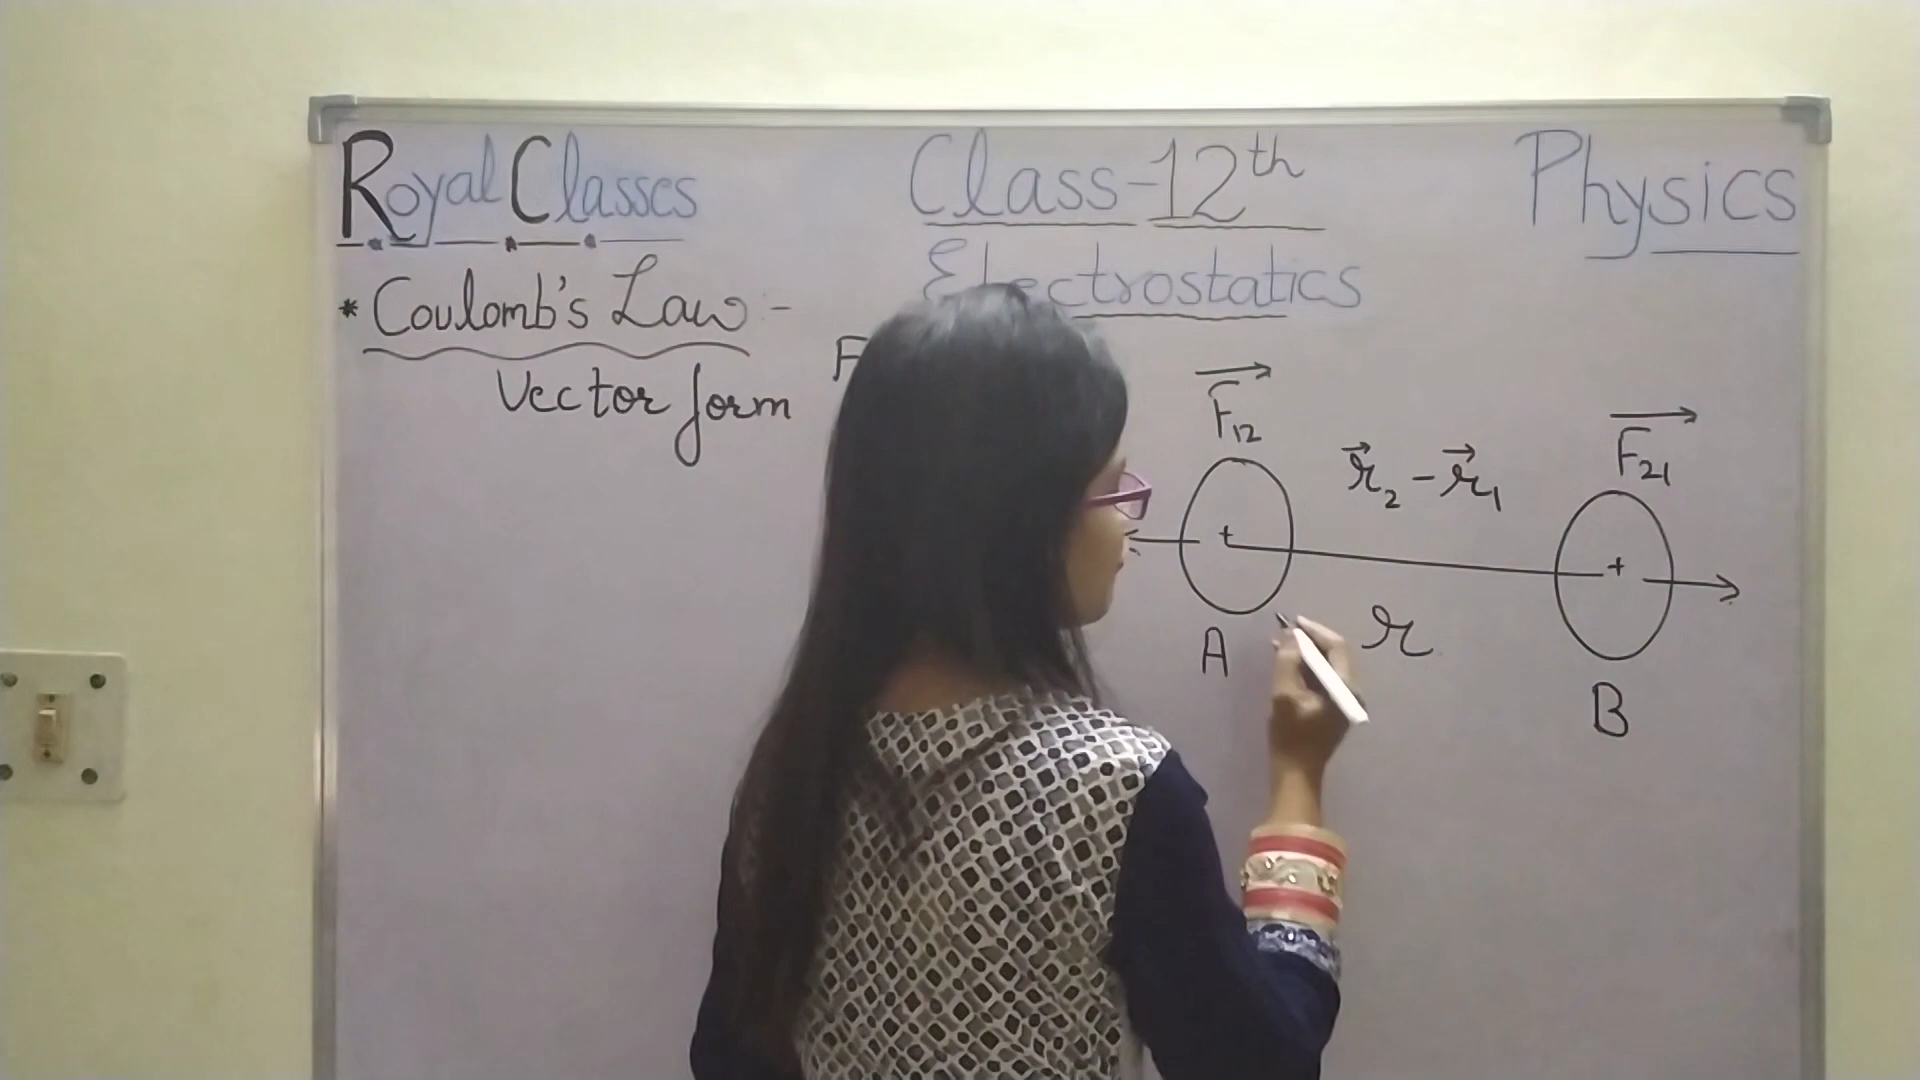 Royal Classes
Class-12th
Physics
Electrostatics
* Coulomb's Law :-
Vector form
F
F12
F21
r2 - r1
+
+
r
A
B